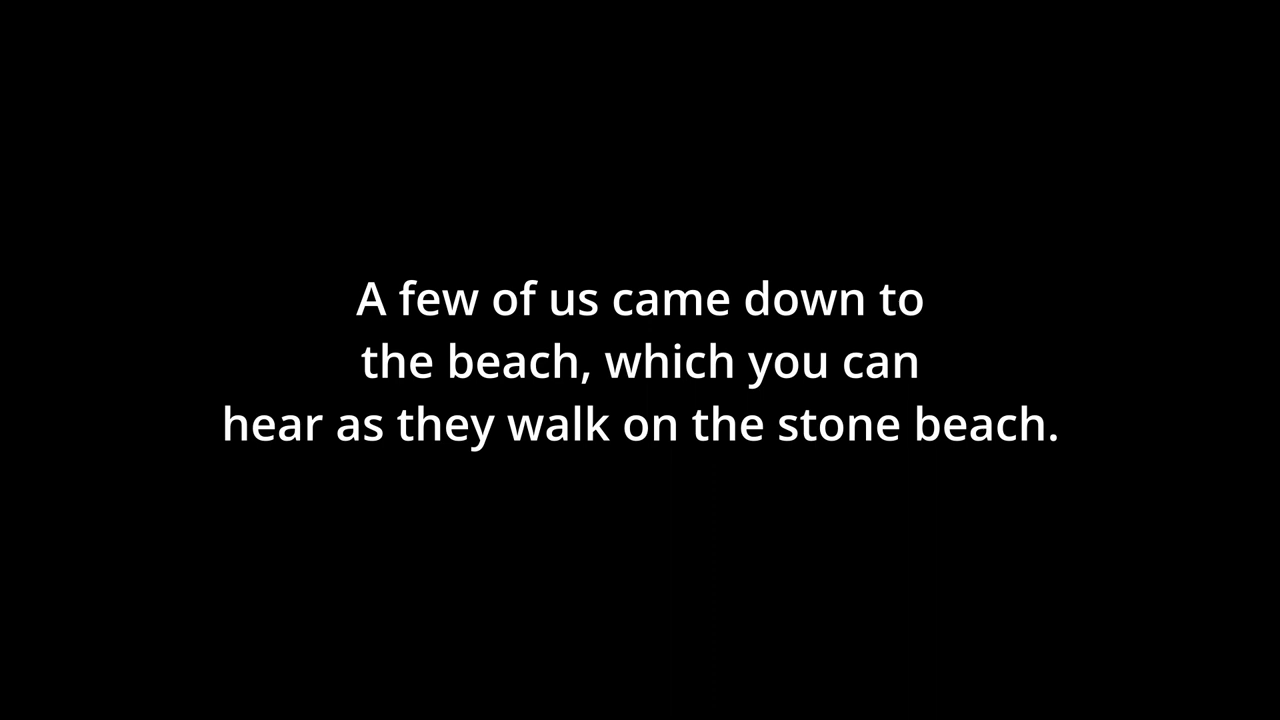 A few of us came down to
the beach, which you can
hear as they walk on the stone beach.